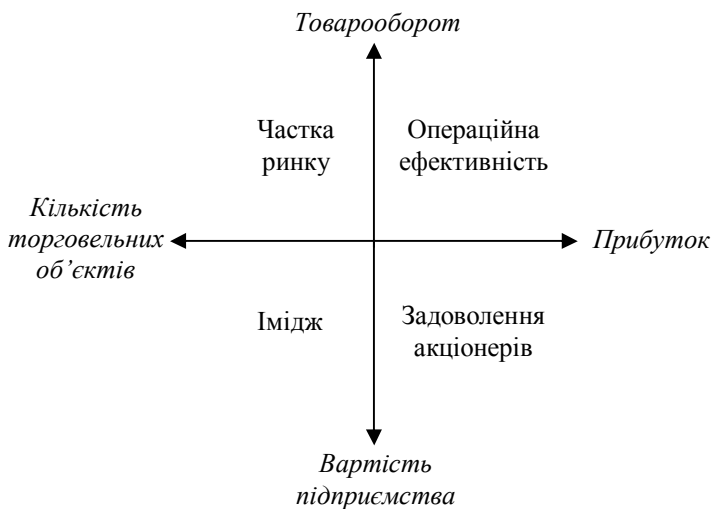 Товарооборот
Частка
ринку
Операційна
ефективність
Кількість
торговельних
об’єктів
Прибуток
Імідж
Задоволення
акціонерів
Вартість
підприємства